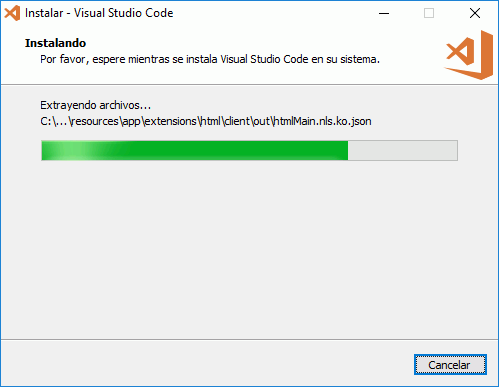 Instalar - Visual Studio Code
Instalando
Por favor, espere mientras se instala Visual Studio Code en su sistema.
Extrayendo archivos...
C:\...\resources\app\extensions\html\client\out\htmlMain.nls.ko.json
Cancelar